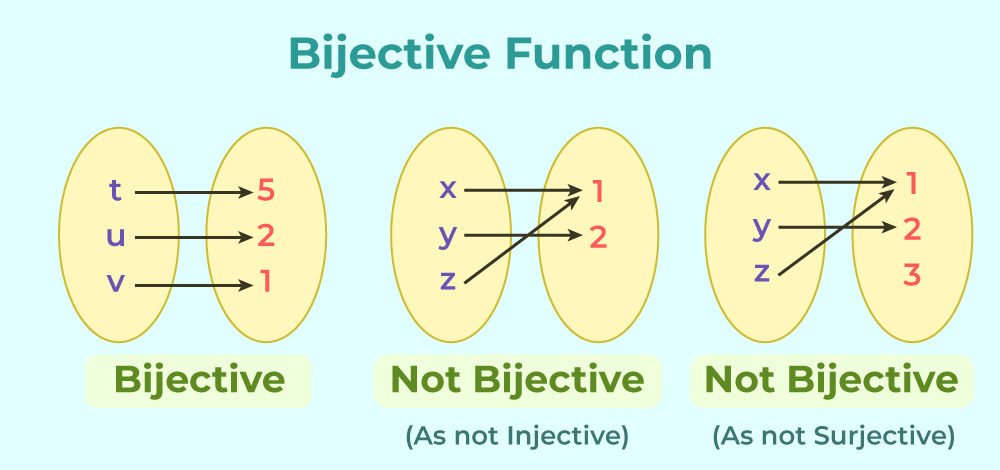 Bijective Function
t 5
u 2
v 1
Bijective
x 1
y 2
z
Not Bijective
(As not Injective)
x 1
y 2
z 3
Not Bijective
(As not Surjective)